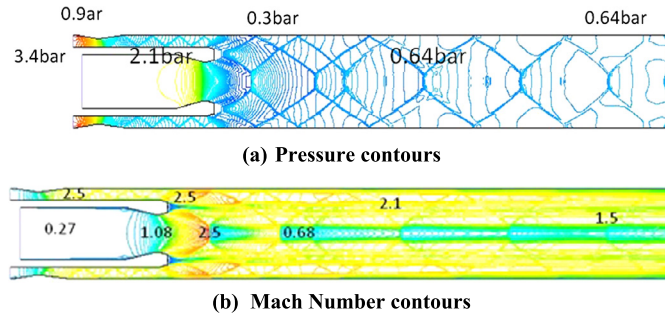 0.9ar 0.3bar 0.64bar
3.4bar 2.1bar 0.64bar
(a) Pressure contours
2.5 2.5 2.1
0.27 1.08 2.5 0.68 1.5
(b) Mach Number contours